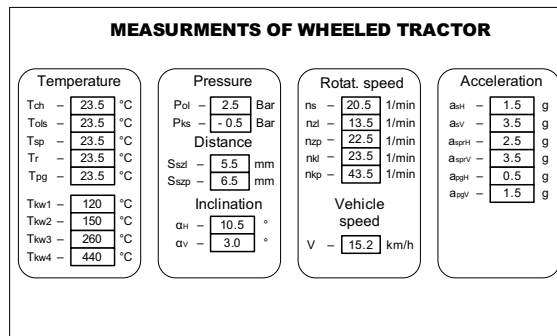 MEASURMENTS OF WHEELED TRACTOR
Temperature
Tch – 23.5 °C
Tols – 23.5 °C
Tsp – 23.5 °C
Tr – 23.5 °C
Tpg – 23.5 °C
Tkw1 – 120 °C
Tkw2 – 150 °C
Tkw3 – 260 °C
Tkw4 – 440 °C
Pressure
Pol – 2.5 Bar
Pks – - 0.5 Bar
Distance
Sszl – 5.5 mm
Sszp – 6.5 mm
Inclination
αH – 10.5 °
αV – 3.0 °
Rotat. speed
ns – 20.5 1/min
nzl – 13.5 1/min
nzp – 22.5 1/min
nkl – 23.5 1/min
nkp – 43.5 1/min
Vehicle
speed
V – 15.2 km/h
Acceleration
asH – 1.5 g
asV – 3.5 g
asprH – 2.5 g
asprV – 3.5 g
apgH – 0.5 g
apgV – 1.5 g